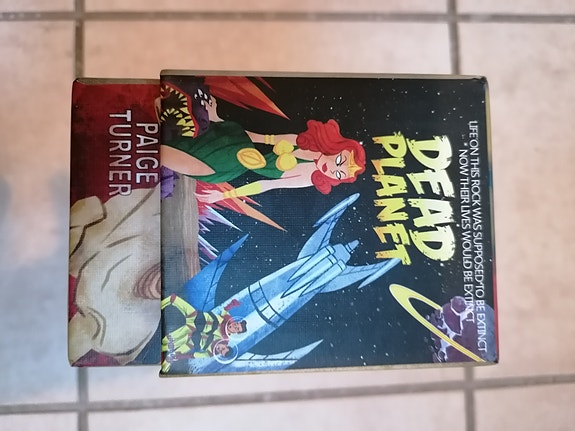 LIFE ON THIS ROCK WAS SUPPOSED TO BE EXTINCT
* NOW THEIR LIVES WOULD BE EXTINCT
DEAD
PLANET
PAIGE
TURNER